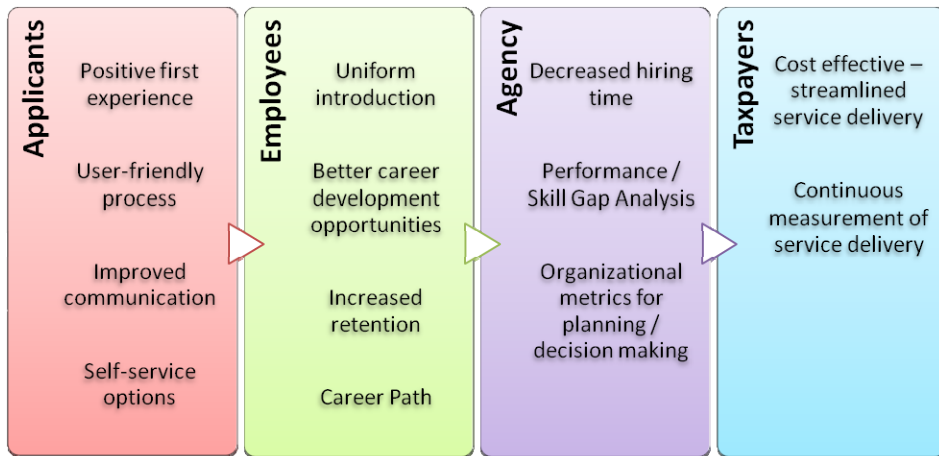 Applicants
Positive first
experience
User-friendly
process
Improved
communication
Self-service
options
Employees
Uniform
introduction
Better career
development
opportunities
Increased
retention
Career Path
Agency
Decreased hiring
time
Performance /
Skill Gap Analysis
Organizational
metrics for
planning /
decision making
Taxpayers
Cost effective –
streamlined
service delivery
Continuous
measurement of
service delivery